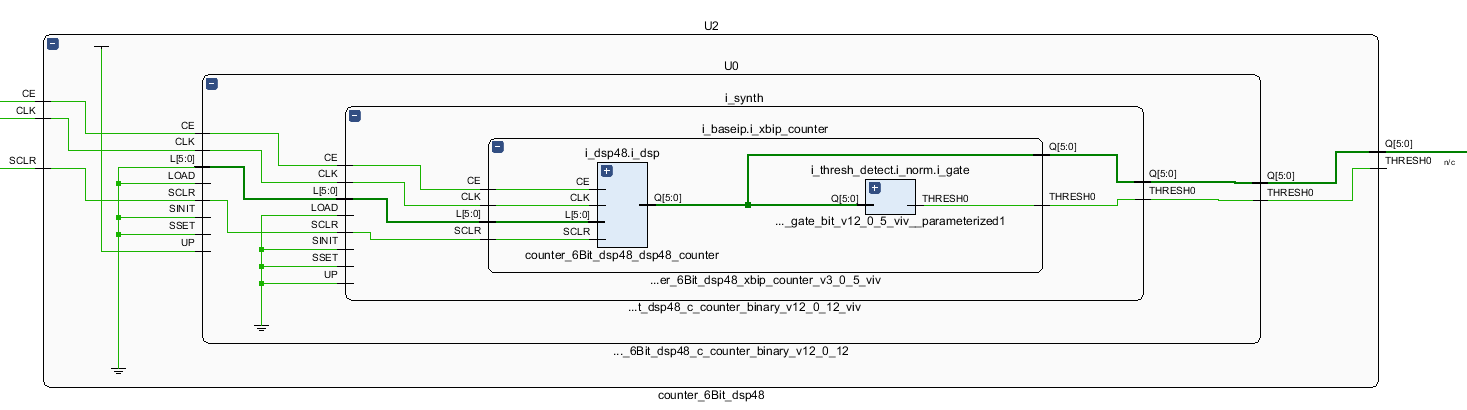 U2
U0
i_synth
i_baseip.i_xbip_counter
i_dsp48.i_dsp
i_thresh_detect.i_norm.i_gate
CE
CLK
SCLR
CE
CLK
L[5:0]
LOAD
SCLR
SINIT
SSET
UP
CE
CLK
L[5:0]
LOAD
SCLR
SINIT
SSET
UP
CE
CLK
L[5:0]
SCLR
CE
CLK
L[5:0]
SCLR
Q[5:0]
Q[5:0]
THRESH0
Q[5:0]
THRESH0
Q[5:0]
THRESH0
Q[5:0]
THRESH0
Q[5:0]
THRESH0
n/c
..._gate_bit_v12_0_5_viv__parameterized1
counter_6Bit_dsp48_dsp48_counter
...er_6Bit_dsp48_xbip_counter_v3_0_5_viv
...t_dsp48_c_counter_binary_v12_0_12_viv
..._6Bit_dsp48_c_counter_binary_v12_0_12
counter_6Bit_dsp48